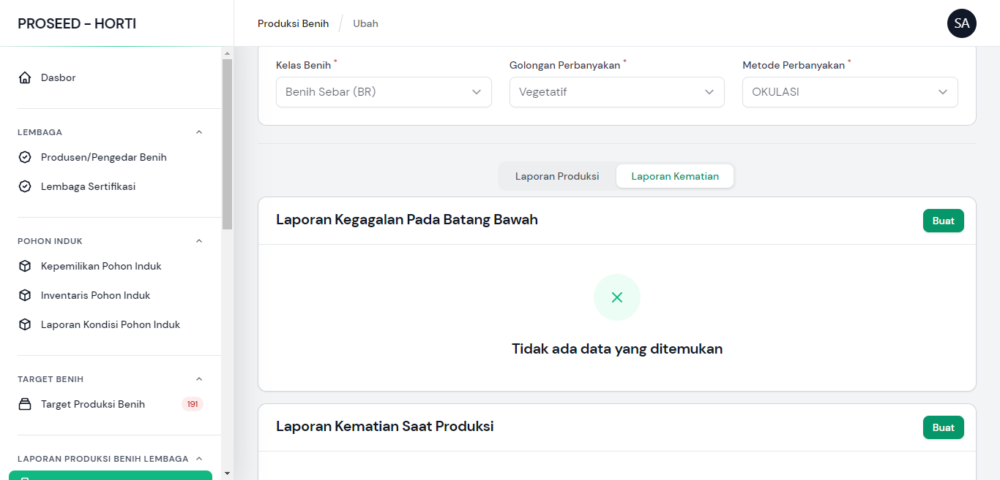 PROSEED - HORTI
Produksi Benih / Ubah
SA
Dasbor
LEMBAGA
Produsen/Pengedar Benih
Lembaga Sertifikasi
POHON INDUK
Kepemilikan Pohon Induk
Inventaris Pohon Induk
Laporan Kondisi Pohon Induk
TARGET BENIH
Target Produksi Benih 191
LAPORAN PRODUKSI BENIH LEMBAGA
Kelas Benih * Golongan Perbanyakan * Metode Perbanyakan *
Benih Sebar (BR) Vegetatif OKULASI
Laporan Produksi Laporan Kematian
Laporan Kegagalan Pada Batang Bawah Buat
Tidak ada data yang ditemukan
Laporan Kematian Saat Produksi Buat